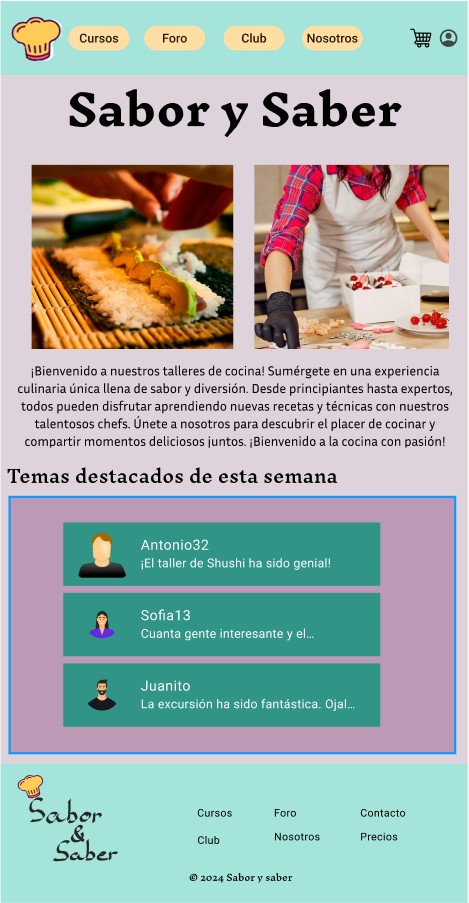 Cursos
Foro
Club
Nosotros
Sabor y Saber
¡Bienvenido a nuestros talleres de cocina! Sumérgete en una experiencia
culinaria única llena de sabor y diversión. Desde principiantes hasta expertos,
todos pueden disfrutar aprendiendo nuevas recetas y técnicas con nuestros
talentosos chefs. Únete a nosotros para descubrir el placer de cocinar y
compartir momentos deliciosos juntos. ¡Bienvenido a la cocina con pasión!
Temas destacados de esta semana
Antonio32
¡El taller de Shushi ha sido genial!
Sofia13
Cuanta gente interesante y el...
Juanito
La excursión ha sido fantástica. Ojal...
Sabor
&
Saber
Cursos
Foro
Contacto
Club
Nosotros
Precios
© 2024 Sabor y saber